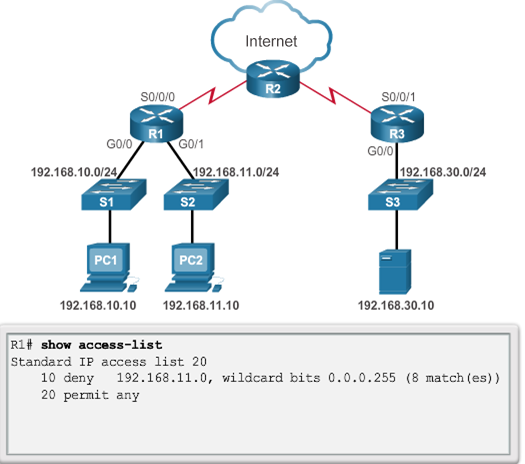 Internet
R2
S0/0/0
S0/0/1
R1
R3
G0/0
G0/1
G0/0
192.168.10.0/24
192.168.11.0/24
192.168.30.0/24
S1
S2
S3
PC1
PC2
192.168.10.10
192.168.11.10
192.168.30.10
R1# show access-list
Standard IP access list 20
10 deny 192.168.11.0, wildcard bits 0.0.0.255 (8 match(es))
20 permit any